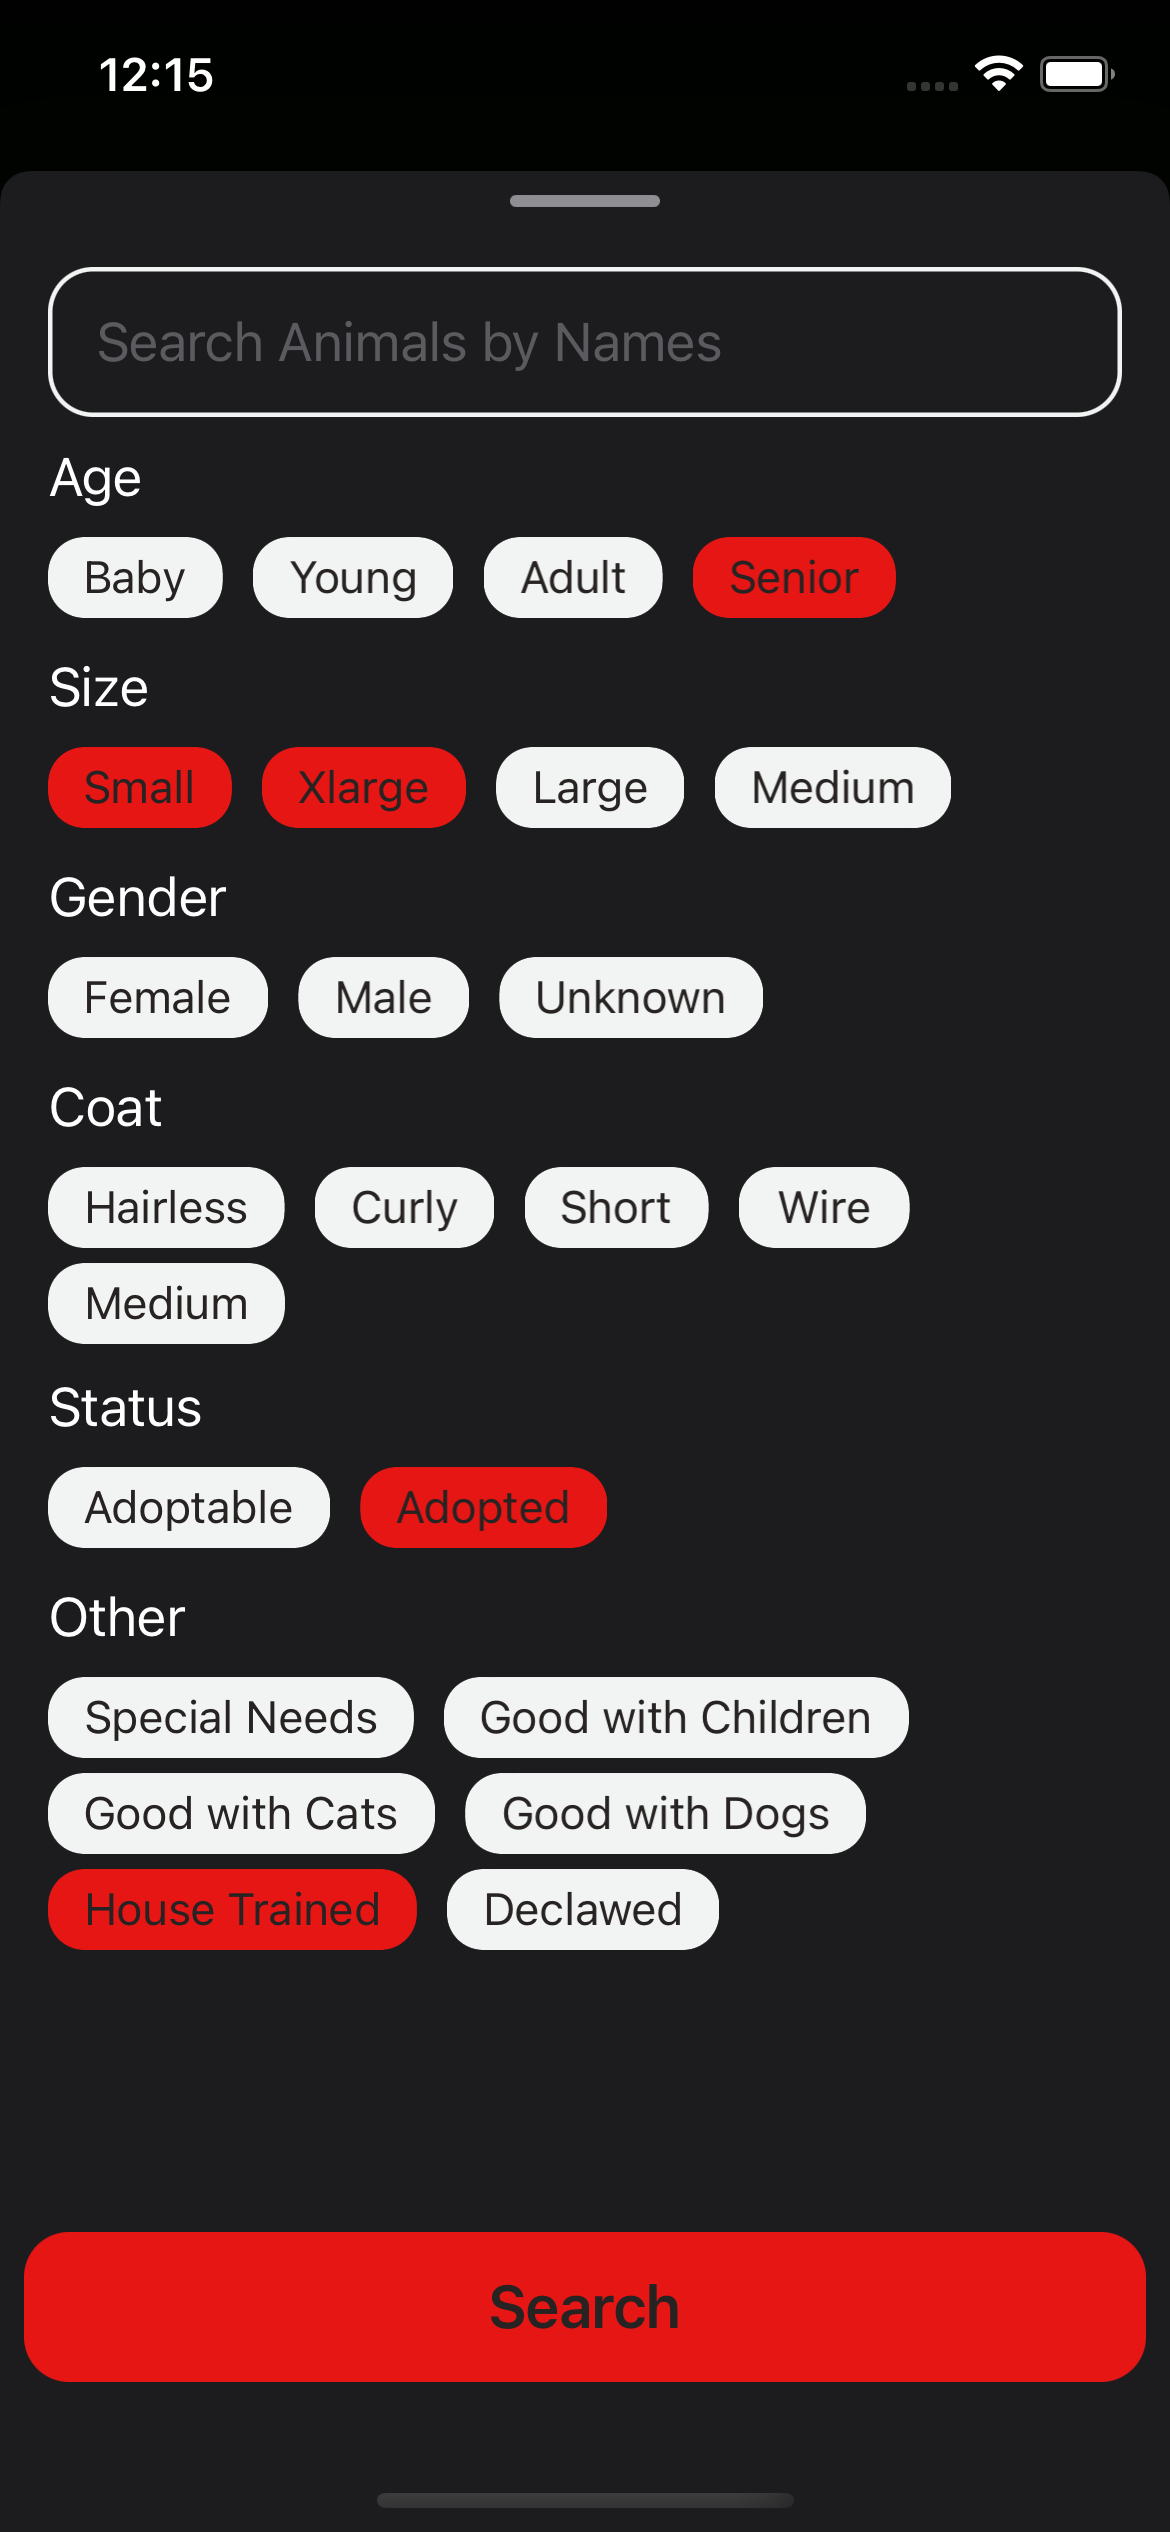 12:15
Search Animals by Names
Age
Baby Young Adult Senior
Size
Small Xlarge Large Medium
Gender
Female Male Unknown
Coat
Hairless Curly Short Wire
Medium
Status
Adoptable Adopted
Other
Special Needs Good with Children
Good with Cats Good with Dogs
House Trained Declawed
Search